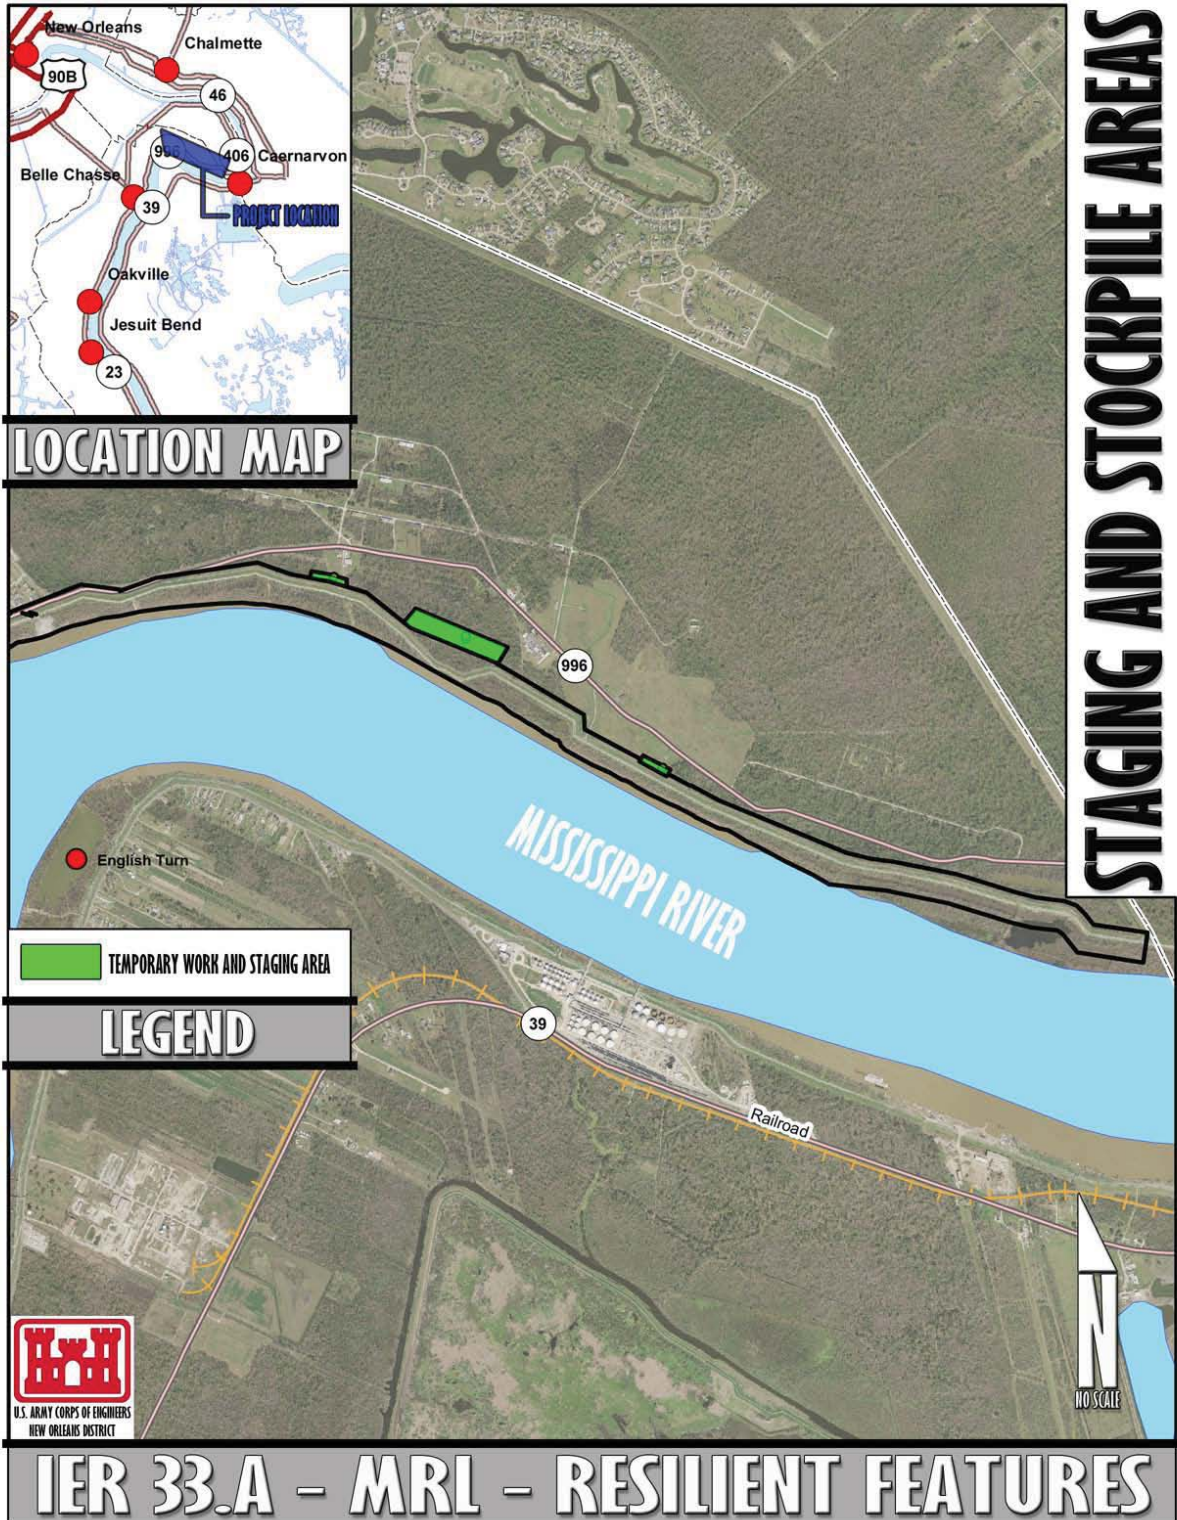 New Orleans
Chalmette
90B
46
996
406
Caernarvon
Belle Chasse
39
PROJECT LOCATION
Oakville
Jesuit Bend
23
LOCATION MAP
STAGING AND STOCKPILE AREAS
996
MISSISSIPPI RIVER
English Turn
TEMPORARY WORK AND STAGING AREA
LEGEND
39
Railroad
N
NO SCALE
U.S. ARMY CORPS OF ENGINEERS
NEW ORLEANS DISTRICT
IER 33.A - MRL - RESILIENT FEATURES